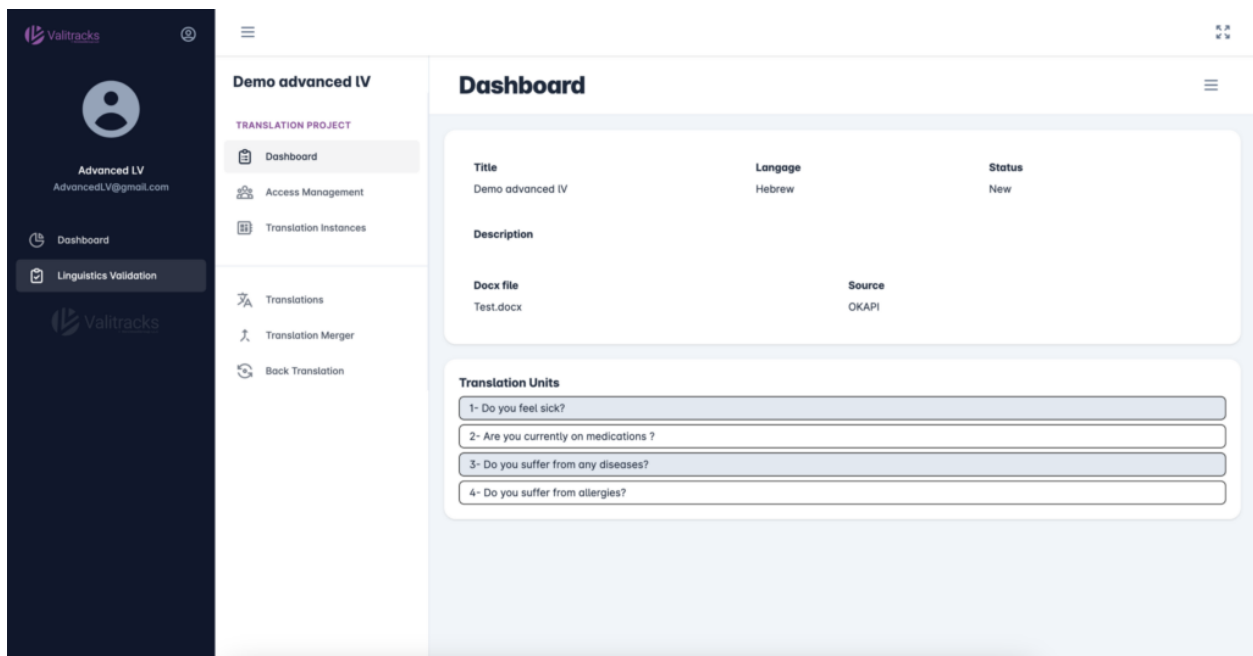 Valitracks
Advanced LV
AdvancedLV@gmail.com
Dashboard
Linguistics Validation
Valitracks
Demo advanced lV
TRANSLATION PROJECT
Dashboard
Access Management
Translation Instances
Translations
Translation Merger
Back Translation
Dashboard
Title
Langage
Status
Demo advanced lV
Hebrew
New
Description
Docx file
Source
Test.docx
OKAPI
Translation Units
1- Do you feel sick?
2- Are you currently on medications ?
3- Do you suffer from any diseases?
4- Do you suffer from allergies?